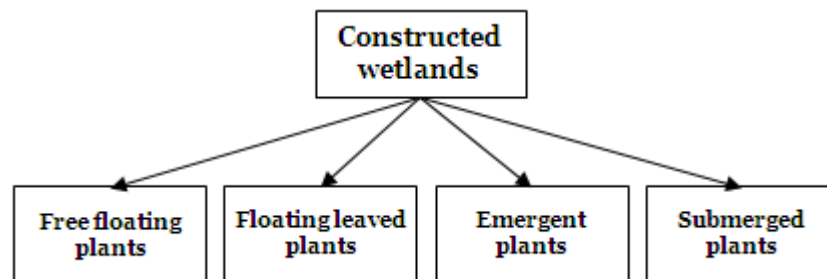 Constructed
wetlands
Free floating
plants
Floating leaved
plants
Emergent
plants
Submerged
plants